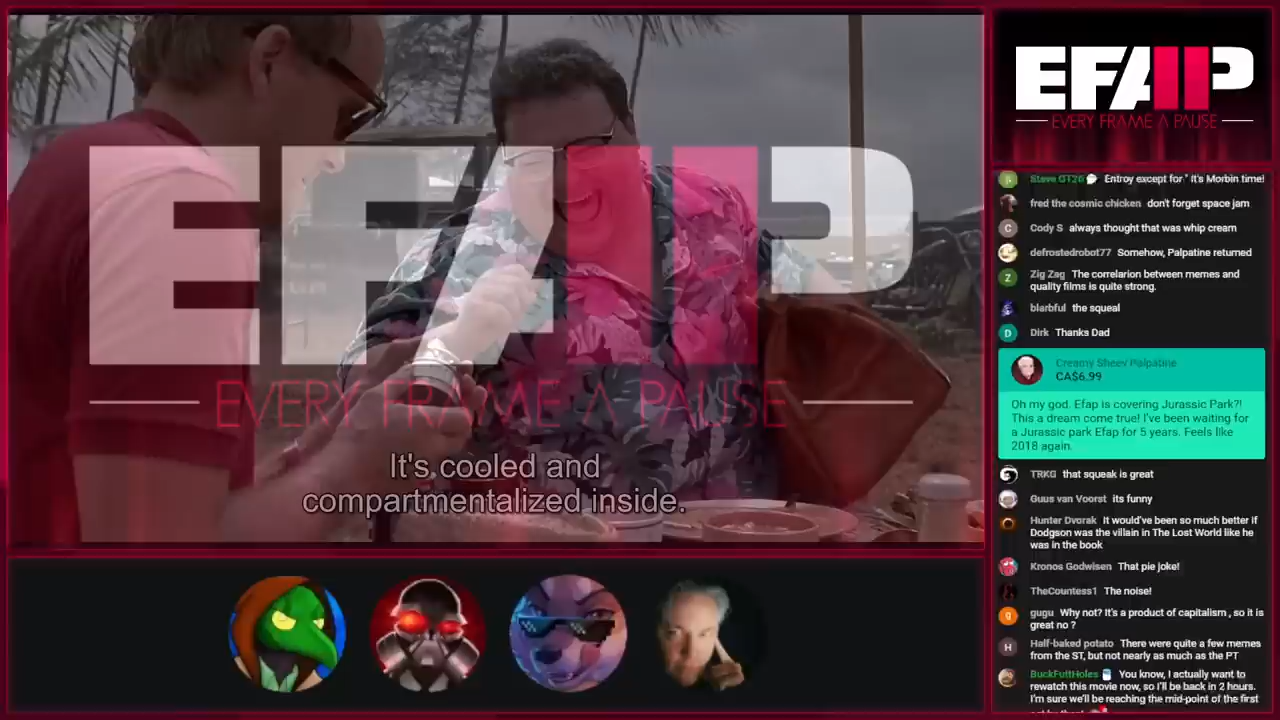 EFAP
EVERY FRAME A PAUSE
It's cooled and
compartmentalized inside.
EFAP
EVERY FRAME A PAUSE
Steve GT26 Entroy except for " It's Morbin time!
fred the cosmic chicken don't forget space jam
Cody S always thought that was whip cream
defrostedrobot77 Somehow, Palpatine returned
Zig Zag The correlarion between memes and
quality films is quite strong.
blarbful the squeal
Dirk Thanks Dad
Creamy Sheev Palpatine
CA$6.99
Oh my god. Efap is covering Jurassic Park?!
This a dream come true! I've been waiting for
a Jurassic park Efap for 5 years. Feels like
2018 again.
TRKG that squeak is great
Guus van Voorst its funny
Hunter Dvorak It would've been so much better if
Dodgson was the villain in The Lost World like he
was in the book
Kronos Godwisen That pie joke!
TheCountess1 The noise!
gugu Why not? It's a product of capitalism , so it is
great no ?
Half-baked potato There were quite a few memes
from the ST, but not nearly as much as the PT
BuckFuttHoles You know, I actually want to
rewatch this movie now, so I'll be back in 2 hours.
I'm sure we'll be reaching the mid-point of the first